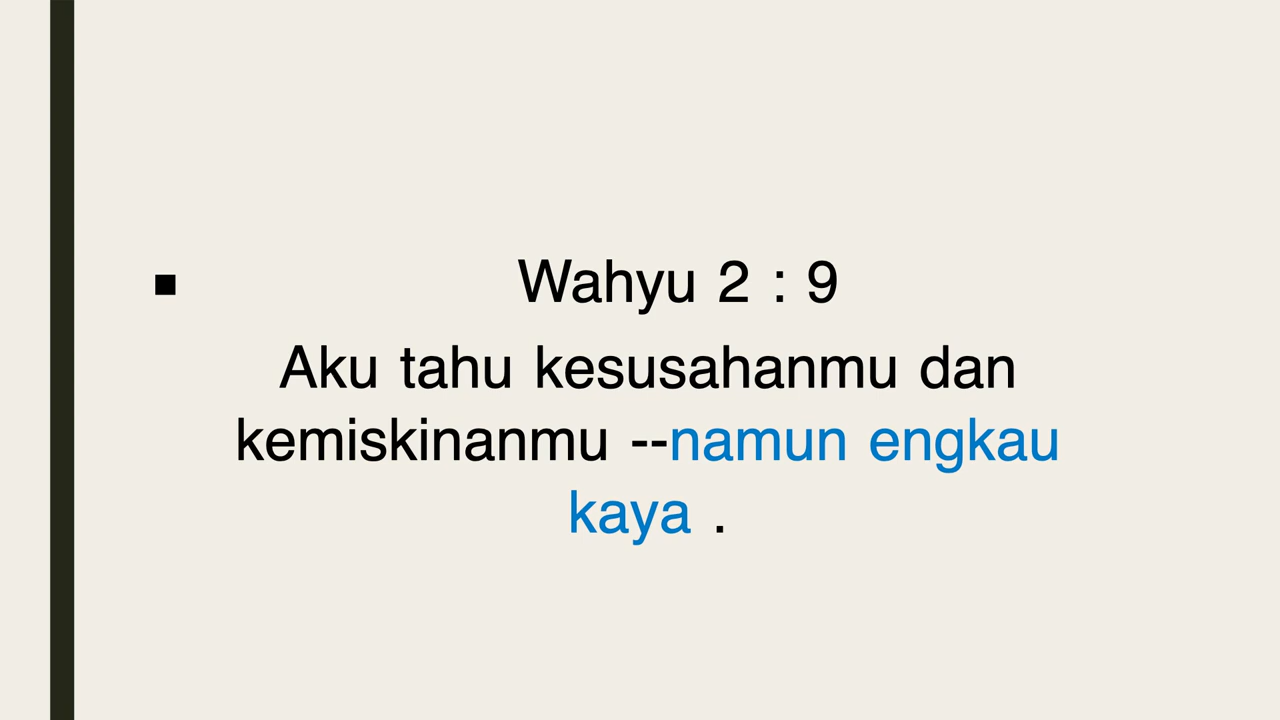 Wahyu 2 : 9
Aku tahu kesusahanmu dan
kemiskinanmu --namun engkau
kaya .